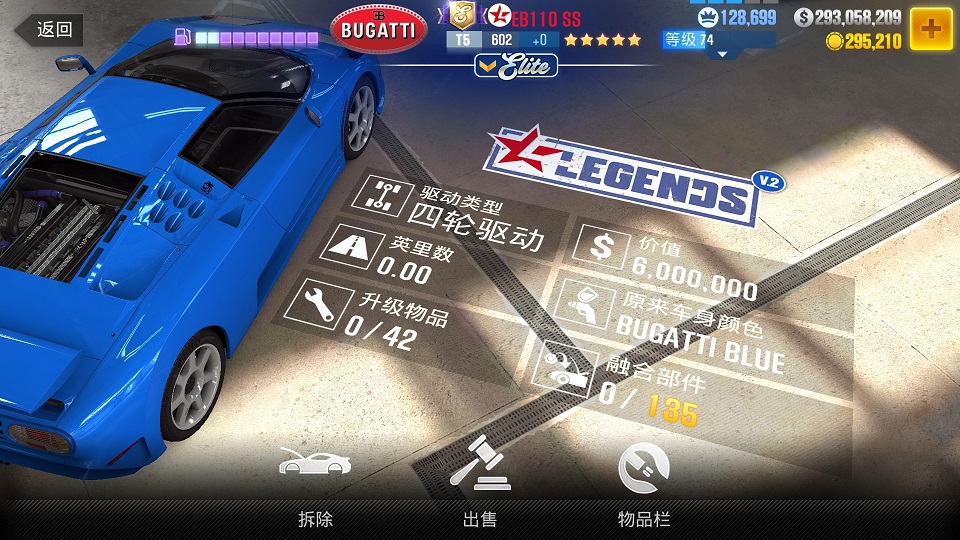 返回
BUGATTI
EB110 SS
T5 602 +0
Elite
128,699
293,058,209
等级 74
295,210
LEGENDS
V.2
驱动类型
四轮驱动
英里数
0.00
升级物品
0 / 42
价值
6,000,000
原来车身颜色
BUGATTI BLUE
融合部件
0 / 135
拆除
出售
物品栏